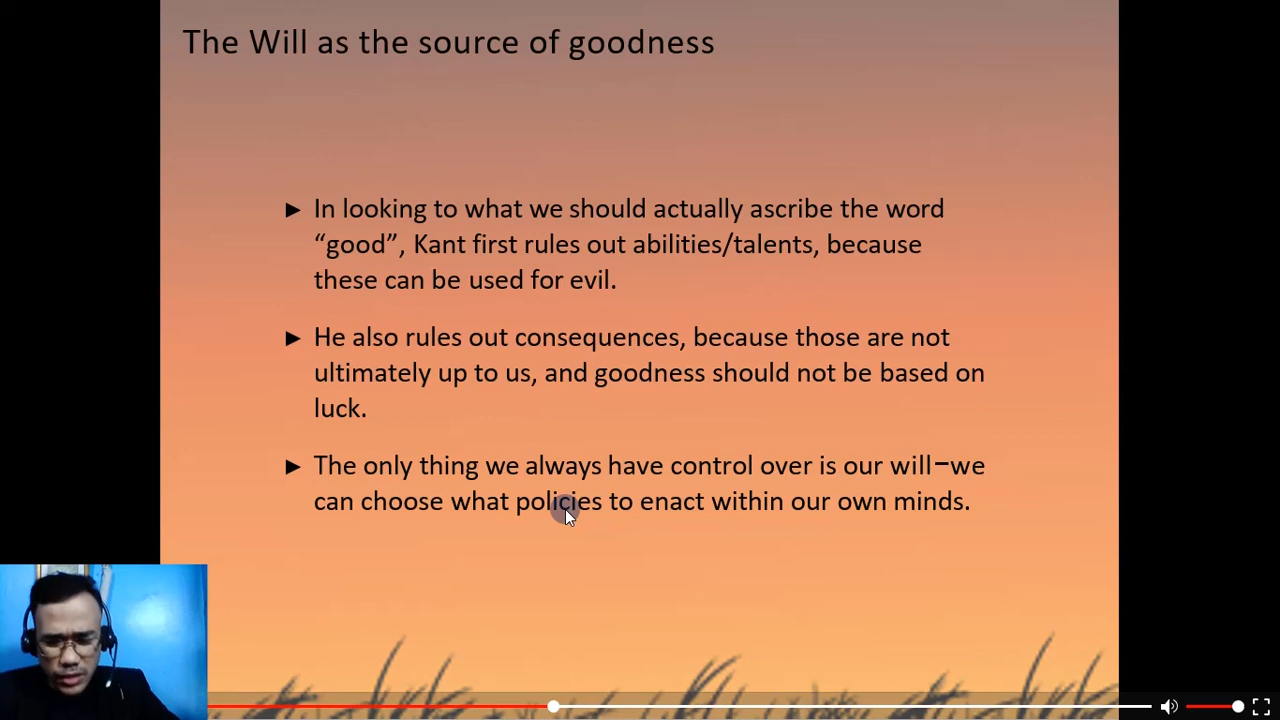 The Will as the source of goodness
► In looking to what we should actually ascribe the word
“good”, Kant first rules out abilities/talents, because
these can be used for evil.
► He also rules out consequences, because those are not
ultimately up to us, and goodness should not be based on
luck.
► The only thing we always have control over is our will–we
can choose what policies to enact within our own minds.